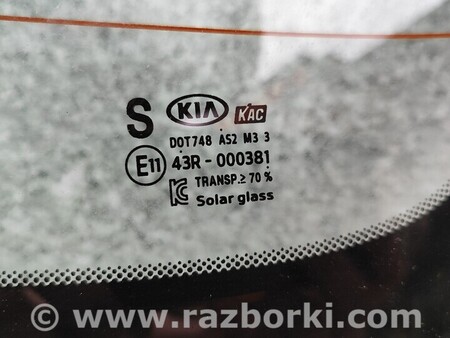 S KIA KAC
DOT748 AS2 M3 3
E11 43R-000381
TRANSP.≥70%
Solar glass
© www.razborki.com